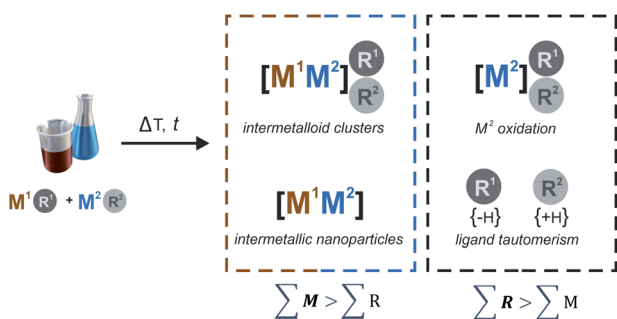 ΔT, t
M¹ R¹ + M² R²
[M¹M²] R¹ R²
intermetalloid clusters
[M¹M²]
intermetallic nanoparticles
∑ M > ∑ R
[M²] R¹ R²
M² oxidation
R¹ R²
{-H} {+H}
ligand tautomerism
∑ R > ∑ M